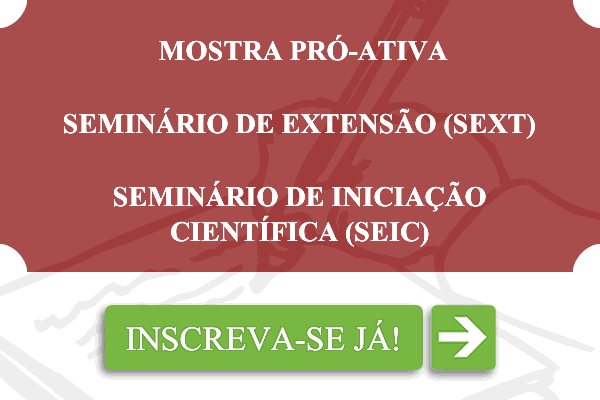 MOSTRA PRÓ-ATIVA
SEMINÁRIO DE EXTENSÃO (SEXT)
SEMINÁRIO DE INICIAÇÃO
CIENTÍFICA (SEIC)
INSCREVA-SE JÁ!